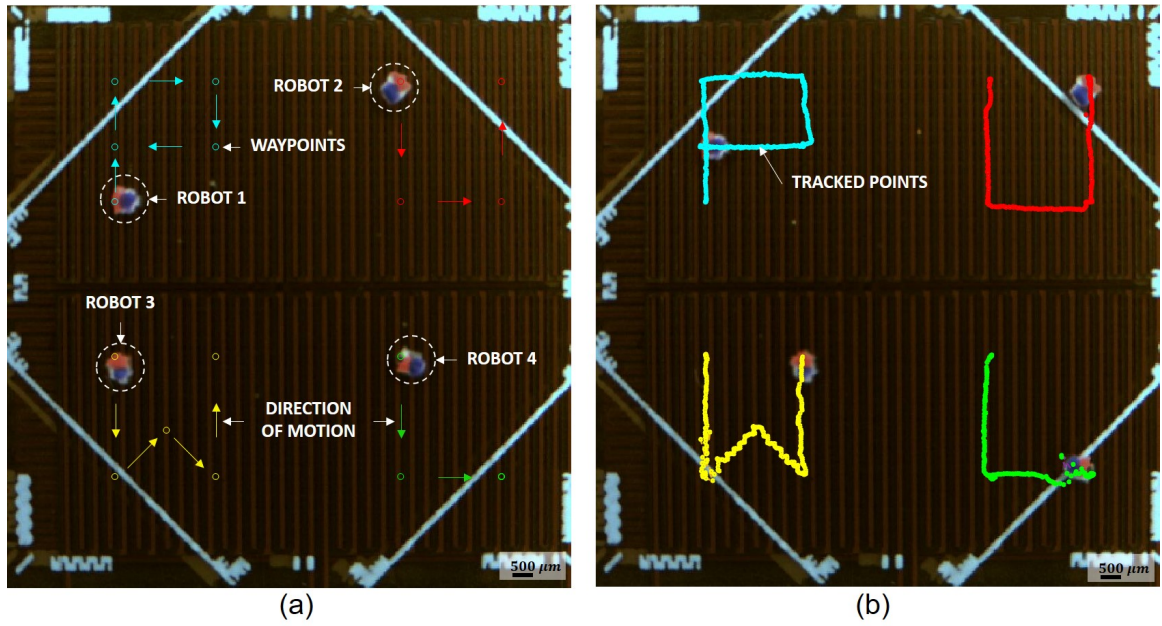 ROBOT 2
WAYPOINTS
ROBOT 1
ROBOT 3
ROBOT 4
DIRECTION
OF MOTION
500 μm
(a)
TRACKED POINTS
500 μm
(b)